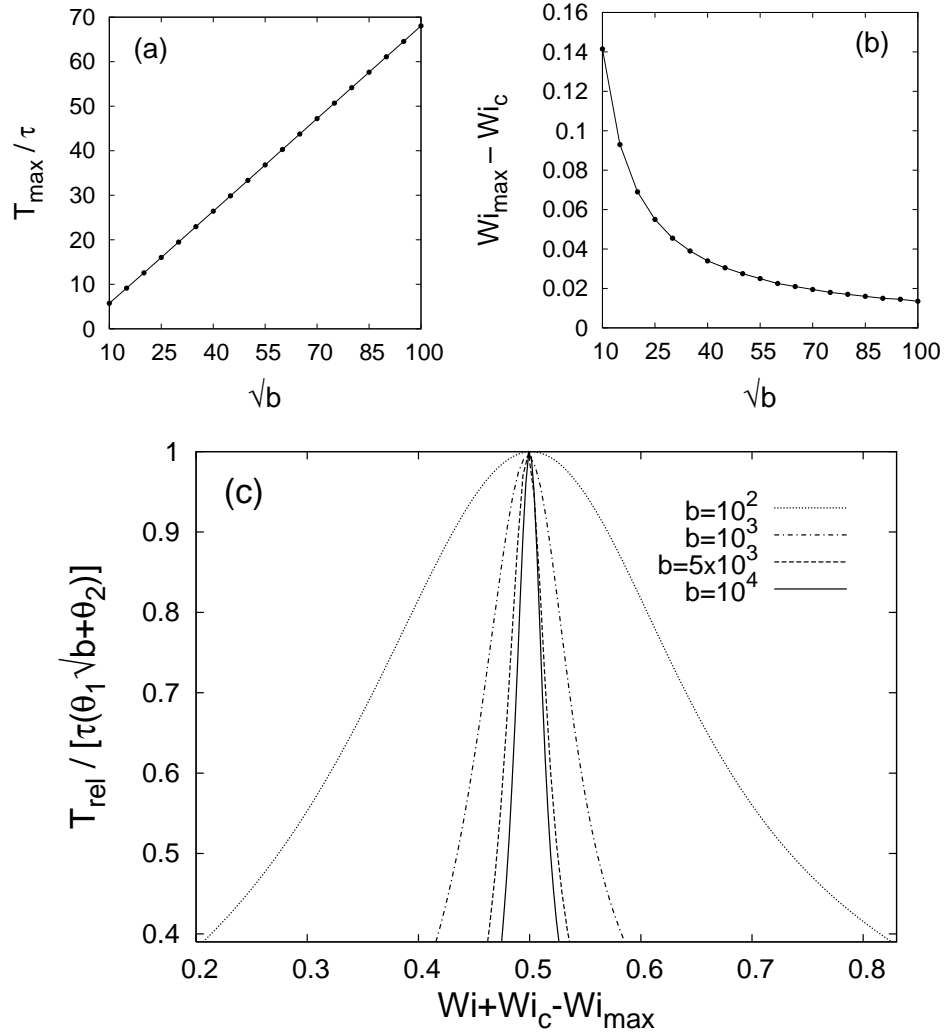 (a)
T_max / τ
70
60
50
40
30
20
10
0
10 25 40 55 70 85 100
√b
(b)
Wi_max − Wi_c
0.16
0.14
0.12
0.1
0.08
0.06
0.04
0.02
0
10 25 40 55 70 85 100
√b
(c)
T_rel / [τ(θ_1√b+θ_2)]
1
0.9
0.8
0.7
0.6
0.5
0.4
b=10^2
b=10^3
b=5x10^3
b=10^4
0.2 0.3 0.4 0.5 0.6 0.7 0.8
Wi+Wi_c-Wi_max